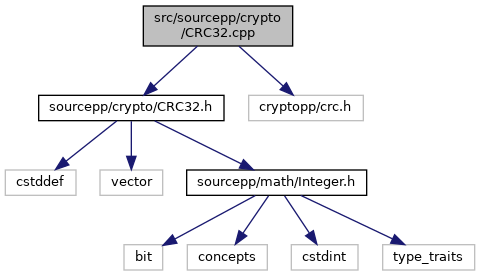 src/sourcepp/crypto
/CRC32.cpp
sourcepp/crypto/CRC32.h
cryptopp/crc.h
cstddef
vector
sourcepp/math/Integer.h
bit
concepts
cstdint
type_traits